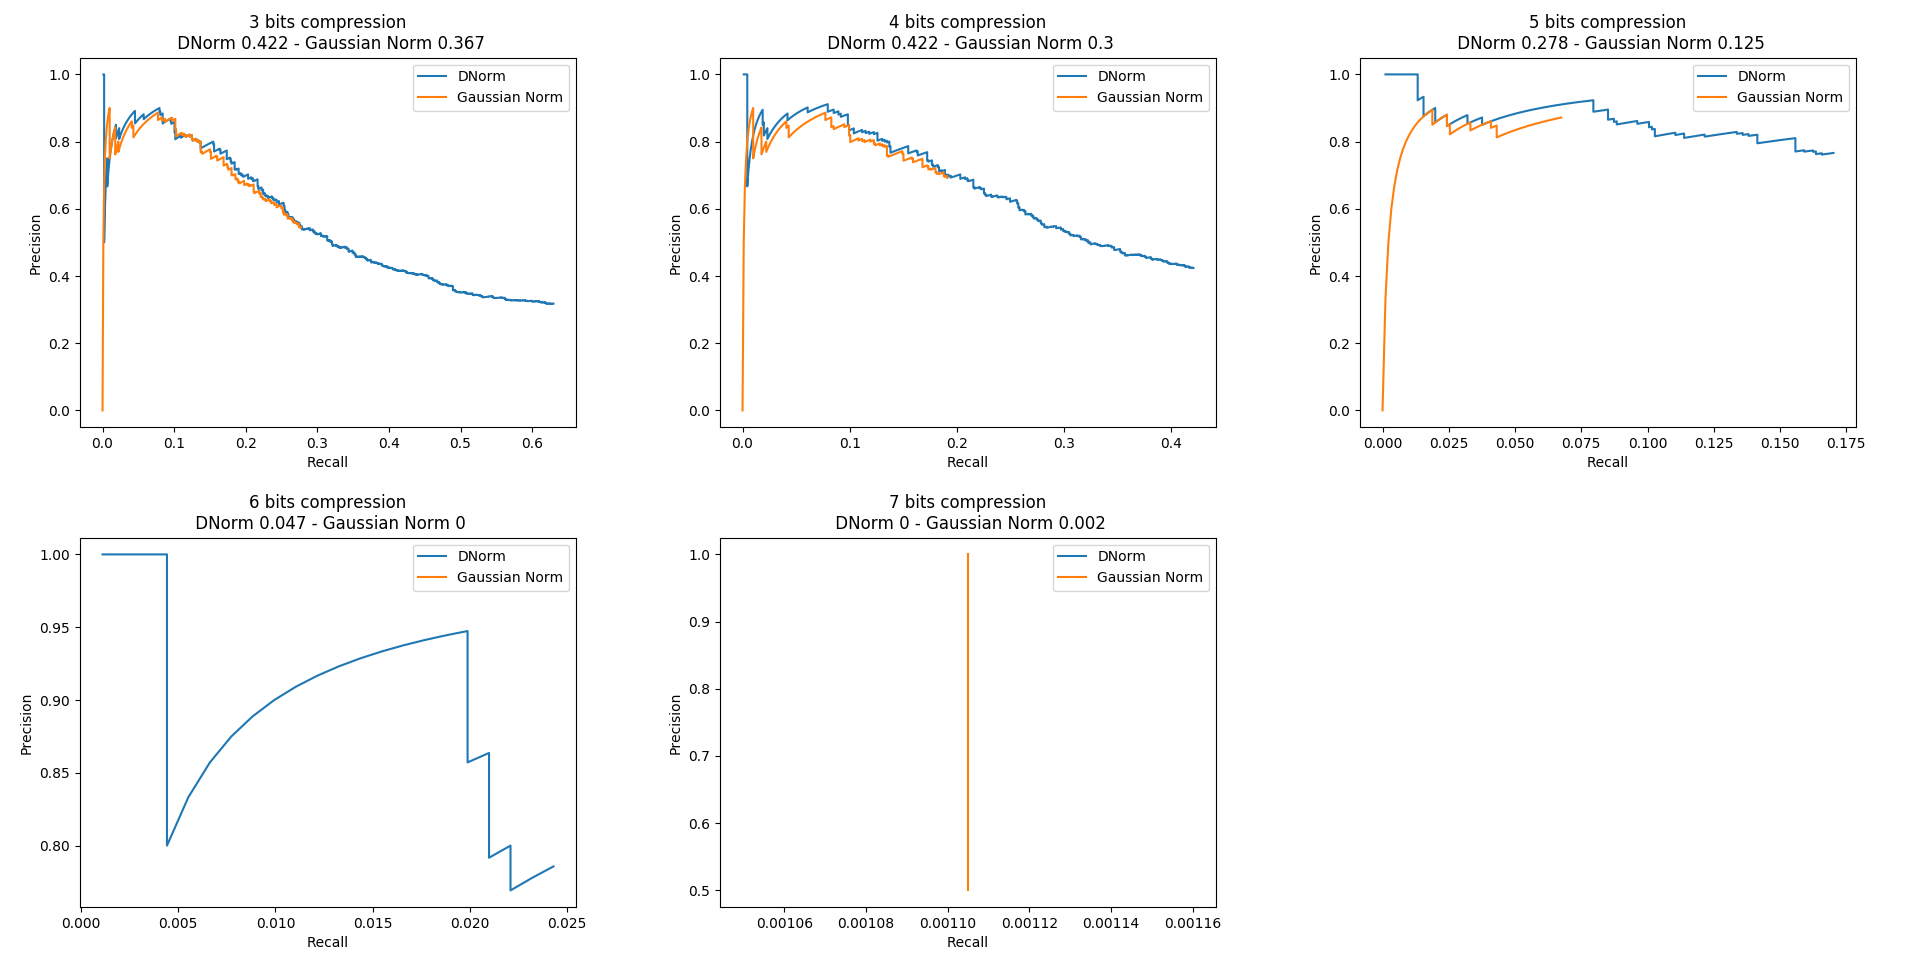 3 bits compression
DNorm 0.422 - Gaussian Norm 0.367
DNorm
Gaussian Norm
Precision
1.0
0.8
0.6
0.4
0.2
0.0
0.0 0.1 0.2 0.3 0.4 0.5 0.6
Recall
4 bits compression
DNorm 0.422 - Gaussian Norm 0.3
DNorm
Gaussian Norm
Precision
1.0
0.8
0.6
0.4
0.2
0.0
0.0 0.1 0.2 0.3 0.4
Recall
5 bits compression
DNorm 0.278 - Gaussian Norm 0.125
DNorm
Gaussian Norm
Precision
1.0
0.8
0.6
0.4
0.2
0.0
0.000 0.025 0.050 0.075 0.100 0.125 0.150 0.175
Recall
6 bits compression
DNorm 0.047 - Gaussian Norm 0
DNorm
Gaussian Norm
Precision
1.00
0.95
0.90
0.85
0.80
0.000 0.005 0.010 0.015 0.020 0.025
Recall
7 bits compression
DNorm 0 - Gaussian Norm 0.002
DNorm
Gaussian Norm
Precision
1.0
0.9
0.8
0.7
0.6
0.5
0.00106 0.00108 0.00110 0.00112 0.00114 0.00116
Recall